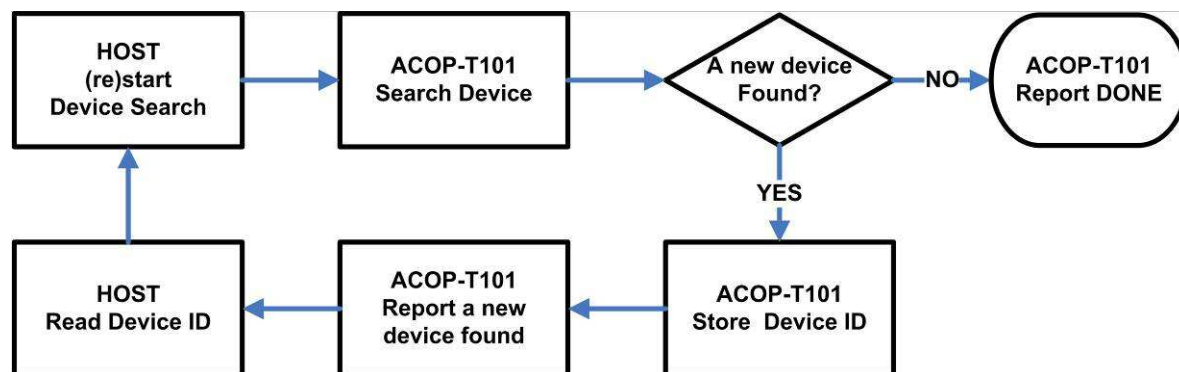 HOST
(re)start
Device Search
ACOP-T101
Search Device
A new device
Found?
NO
ACOP-T101
Report DONE
YES
HOST
Read Device ID
ACOP-T101
Report a new
device found
ACOP-T101
Store Device ID